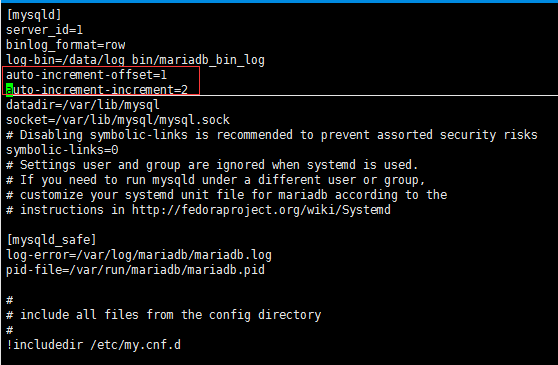 [mysqld]
server_id=1
binlog_format=row
log-bin=/data/log_bin/mariadb_bin_log
auto-increment-offset=1
auto-increment-increment=2
datadir=/var/lib/mysql
socket=/var/lib/mysql/mysql.sock
# Disabling symbolic-links is recommended to prevent assorted security risks
symbolic-links=0
# Settings user and group are ignored when systemd is used.
# If you need to run mysqld under a different user or group,
# customize your systemd unit file for mariadb according to the
# instructions in http://fedoraproject.org/wiki/Systemd
[mysqld_safe]
log-error=/var/log/mariadb/mariadb.log
pid-file=/var/run/mariadb/mariadb.pid
#
# include all files from the config directory
#
!includedir /etc/my.cnf.d